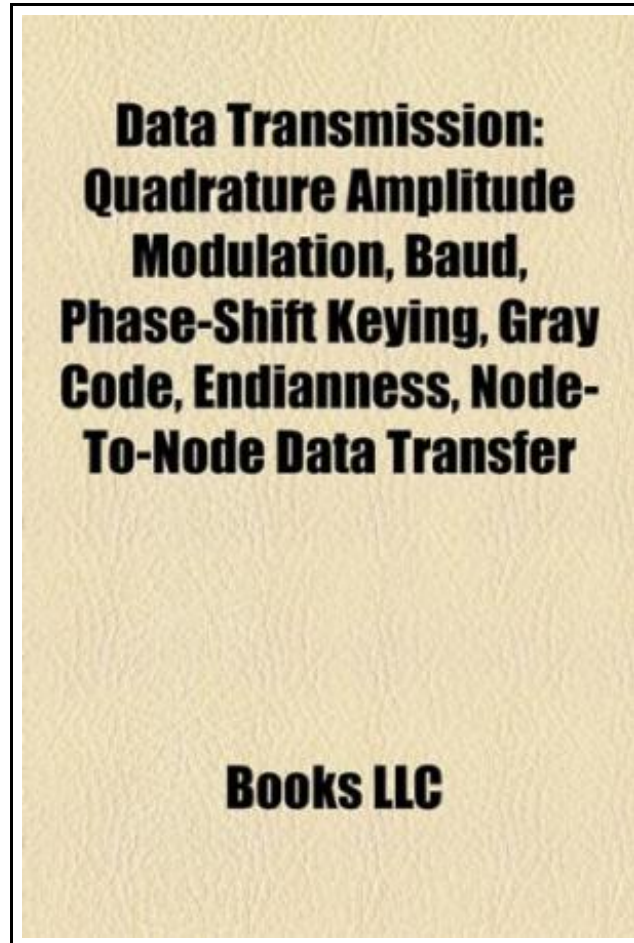 Data Transmission:
Quadrature Amplitude
Modulation, Baud,
Phase-Shift Keying, Gray
Code, Endianness, Node-
To-Node Data Transfer
Books LLC